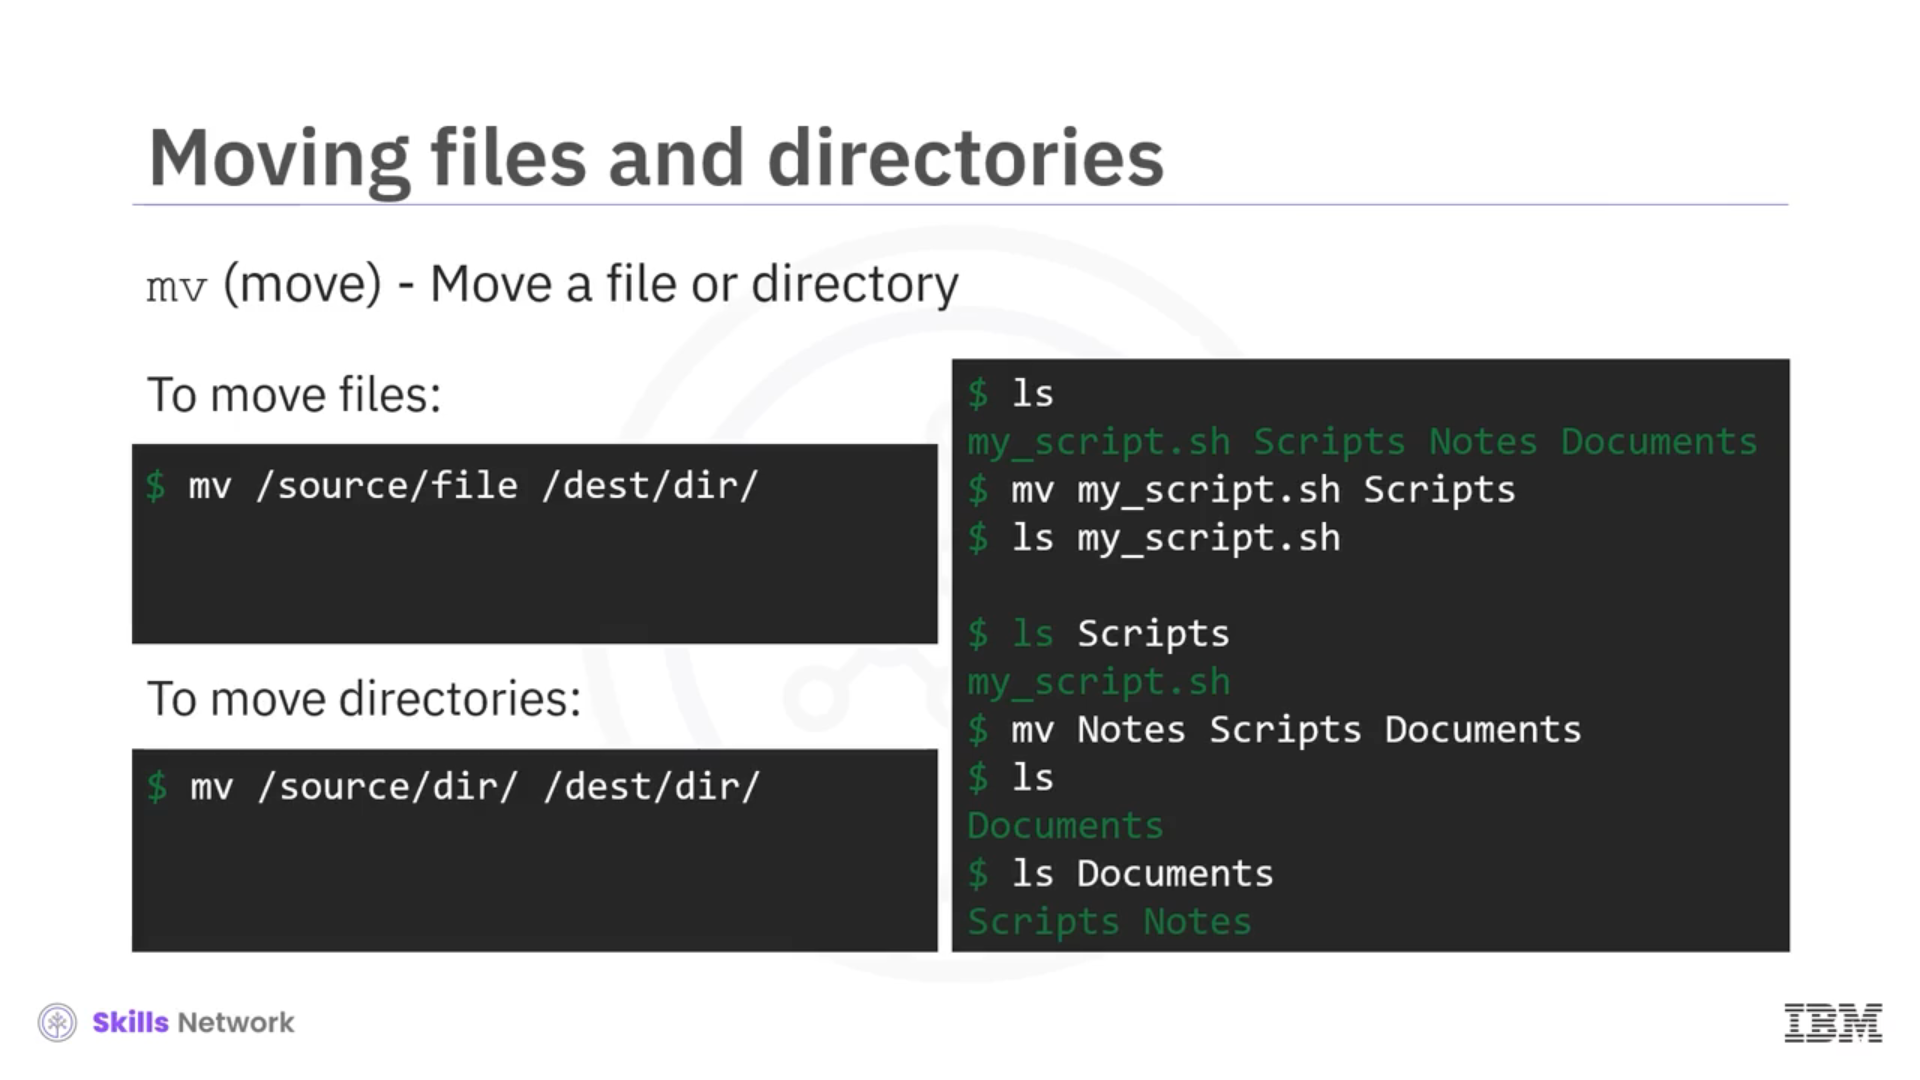 Moving files and directories
mv (move) - Move a file or directory
To move files:
$ mv /source/file /dest/dir/
To move directories:
$ mv /source/dir/ /dest/dir/
$ ls
my_script.sh Scripts Notes Documents
$ mv my_script.sh Scripts
$ ls my_script.sh
$ ls Scripts
my_script.sh
$ mv Notes Scripts Documents
$ ls
Documents
$ ls Documents
Scripts Notes
Skills Network
IBM